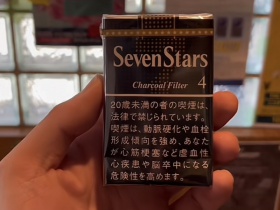 SevenStars
Charcoal Filter 4
20歳未満の者の喫煙は、
法律で禁じられています。
喫煙は、動脈硬化や血栓
形成傾向を強め、あなた
が心筋梗塞など虚血性
心疾患や脳卒中になる
危険性を高めます。